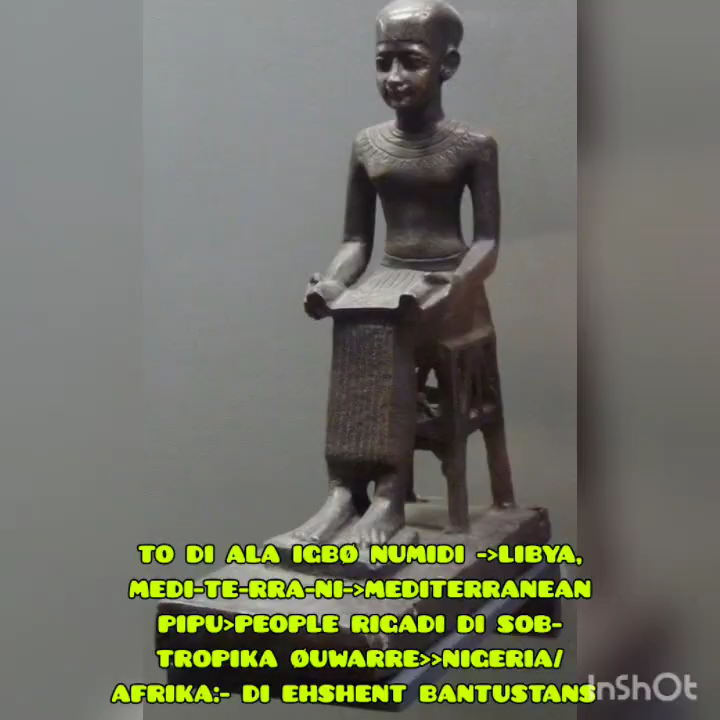 TO DI ALA IGBØ NUMIDI ->LIBYA,
MEDI-TE-RRA-NI->MEDITERRANEAN
PIPU>PEOPLE RIGADI DI SOB-
TROPIKA ØUWARRE>>NIGERIA/
AFRIKA:- DI EHSHENT BANTUSTANS
InShOt